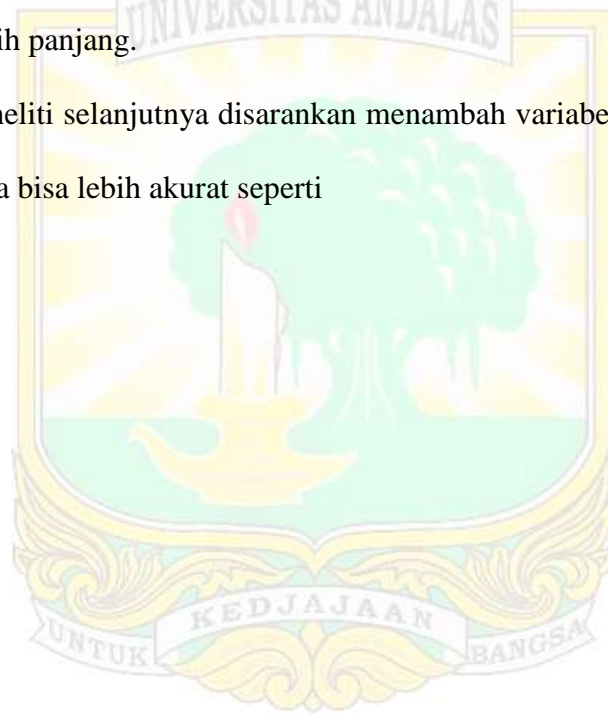 UNIVERSITAS ANDALAS
ih panjang.
neliti selanjutnya disarankan menambah variabe
a bisa lebih akurat seperti
UNTUK KEDJAJAAN BANGSA